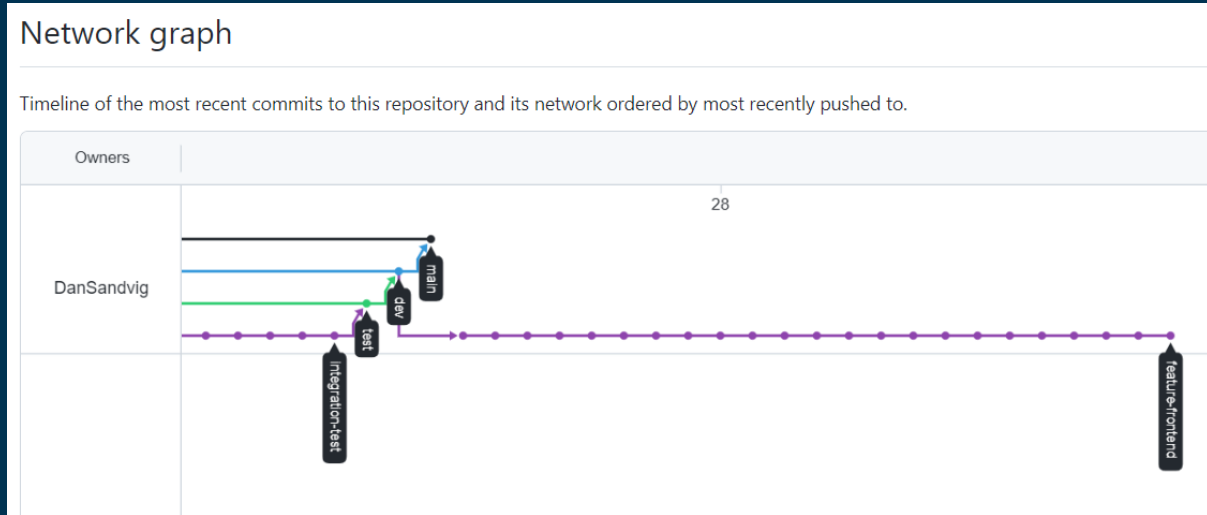 Network graph
Timeline of the most recent commits to this repository and its network ordered by most recently pushed to.
Owners
28
DanSandvig
main
dev
test
integration-test
feature-frontend